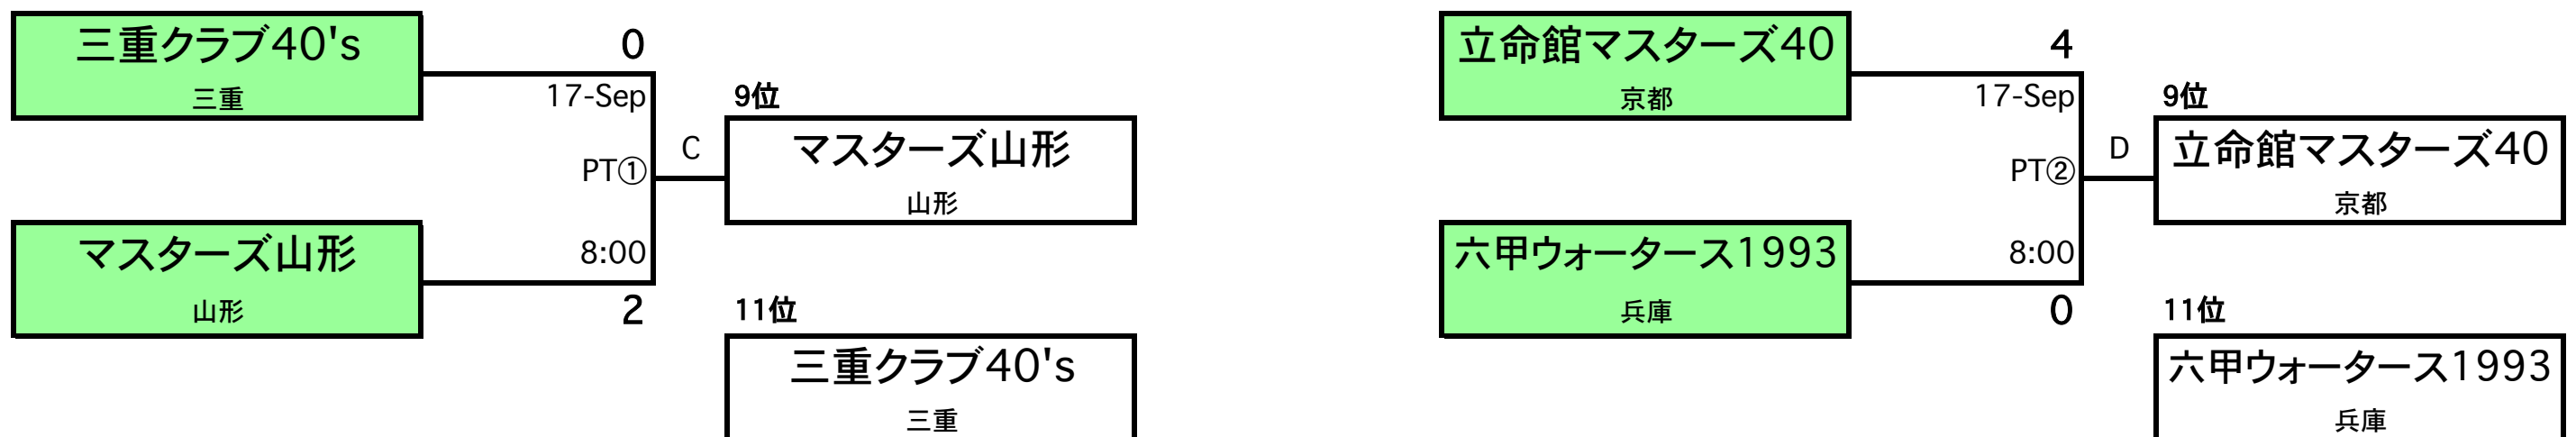 三重クラブ40's
三重
0
17-Sep
PT①
8:00
マスターズ山形
山形
2
C
9位
マスターズ山形
山形
11位
三重クラブ40's
三重
立命館マスターズ40
京都
4
17-Sep
PT②
8:00
六甲ウォータース1993
兵庫
0
D
9位
立命館マスターズ40
京都
11位
六甲ウォータース1993
兵庫